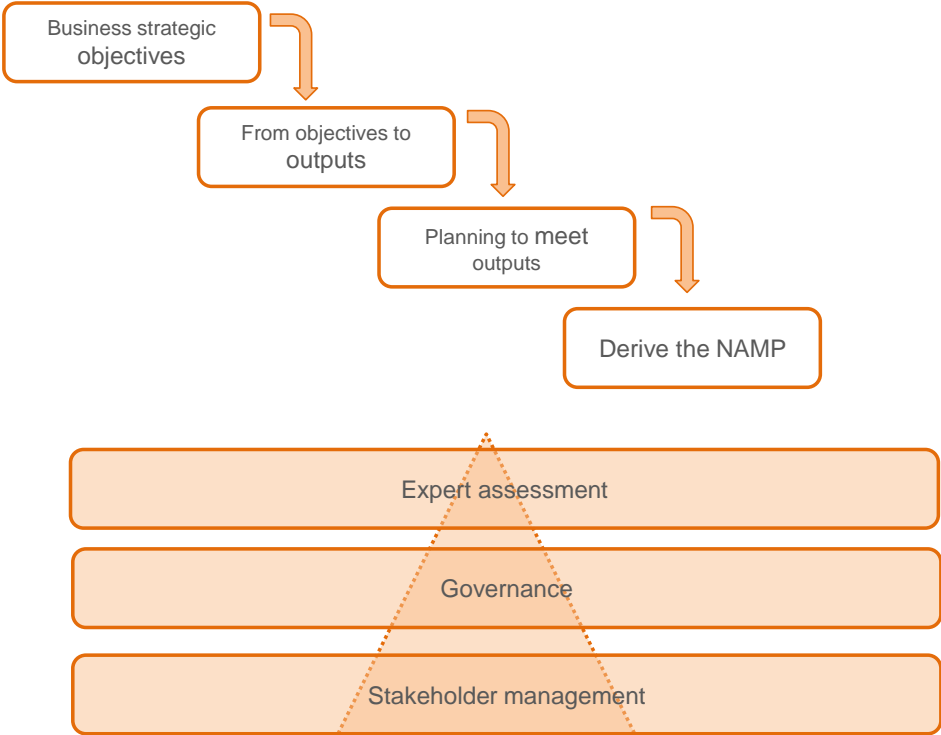 Business strategic
objectives
From objectives to
outputs
Planning to meet
outputs
Derive the NAMP
Expert assessment
Governance
Stakeholder management